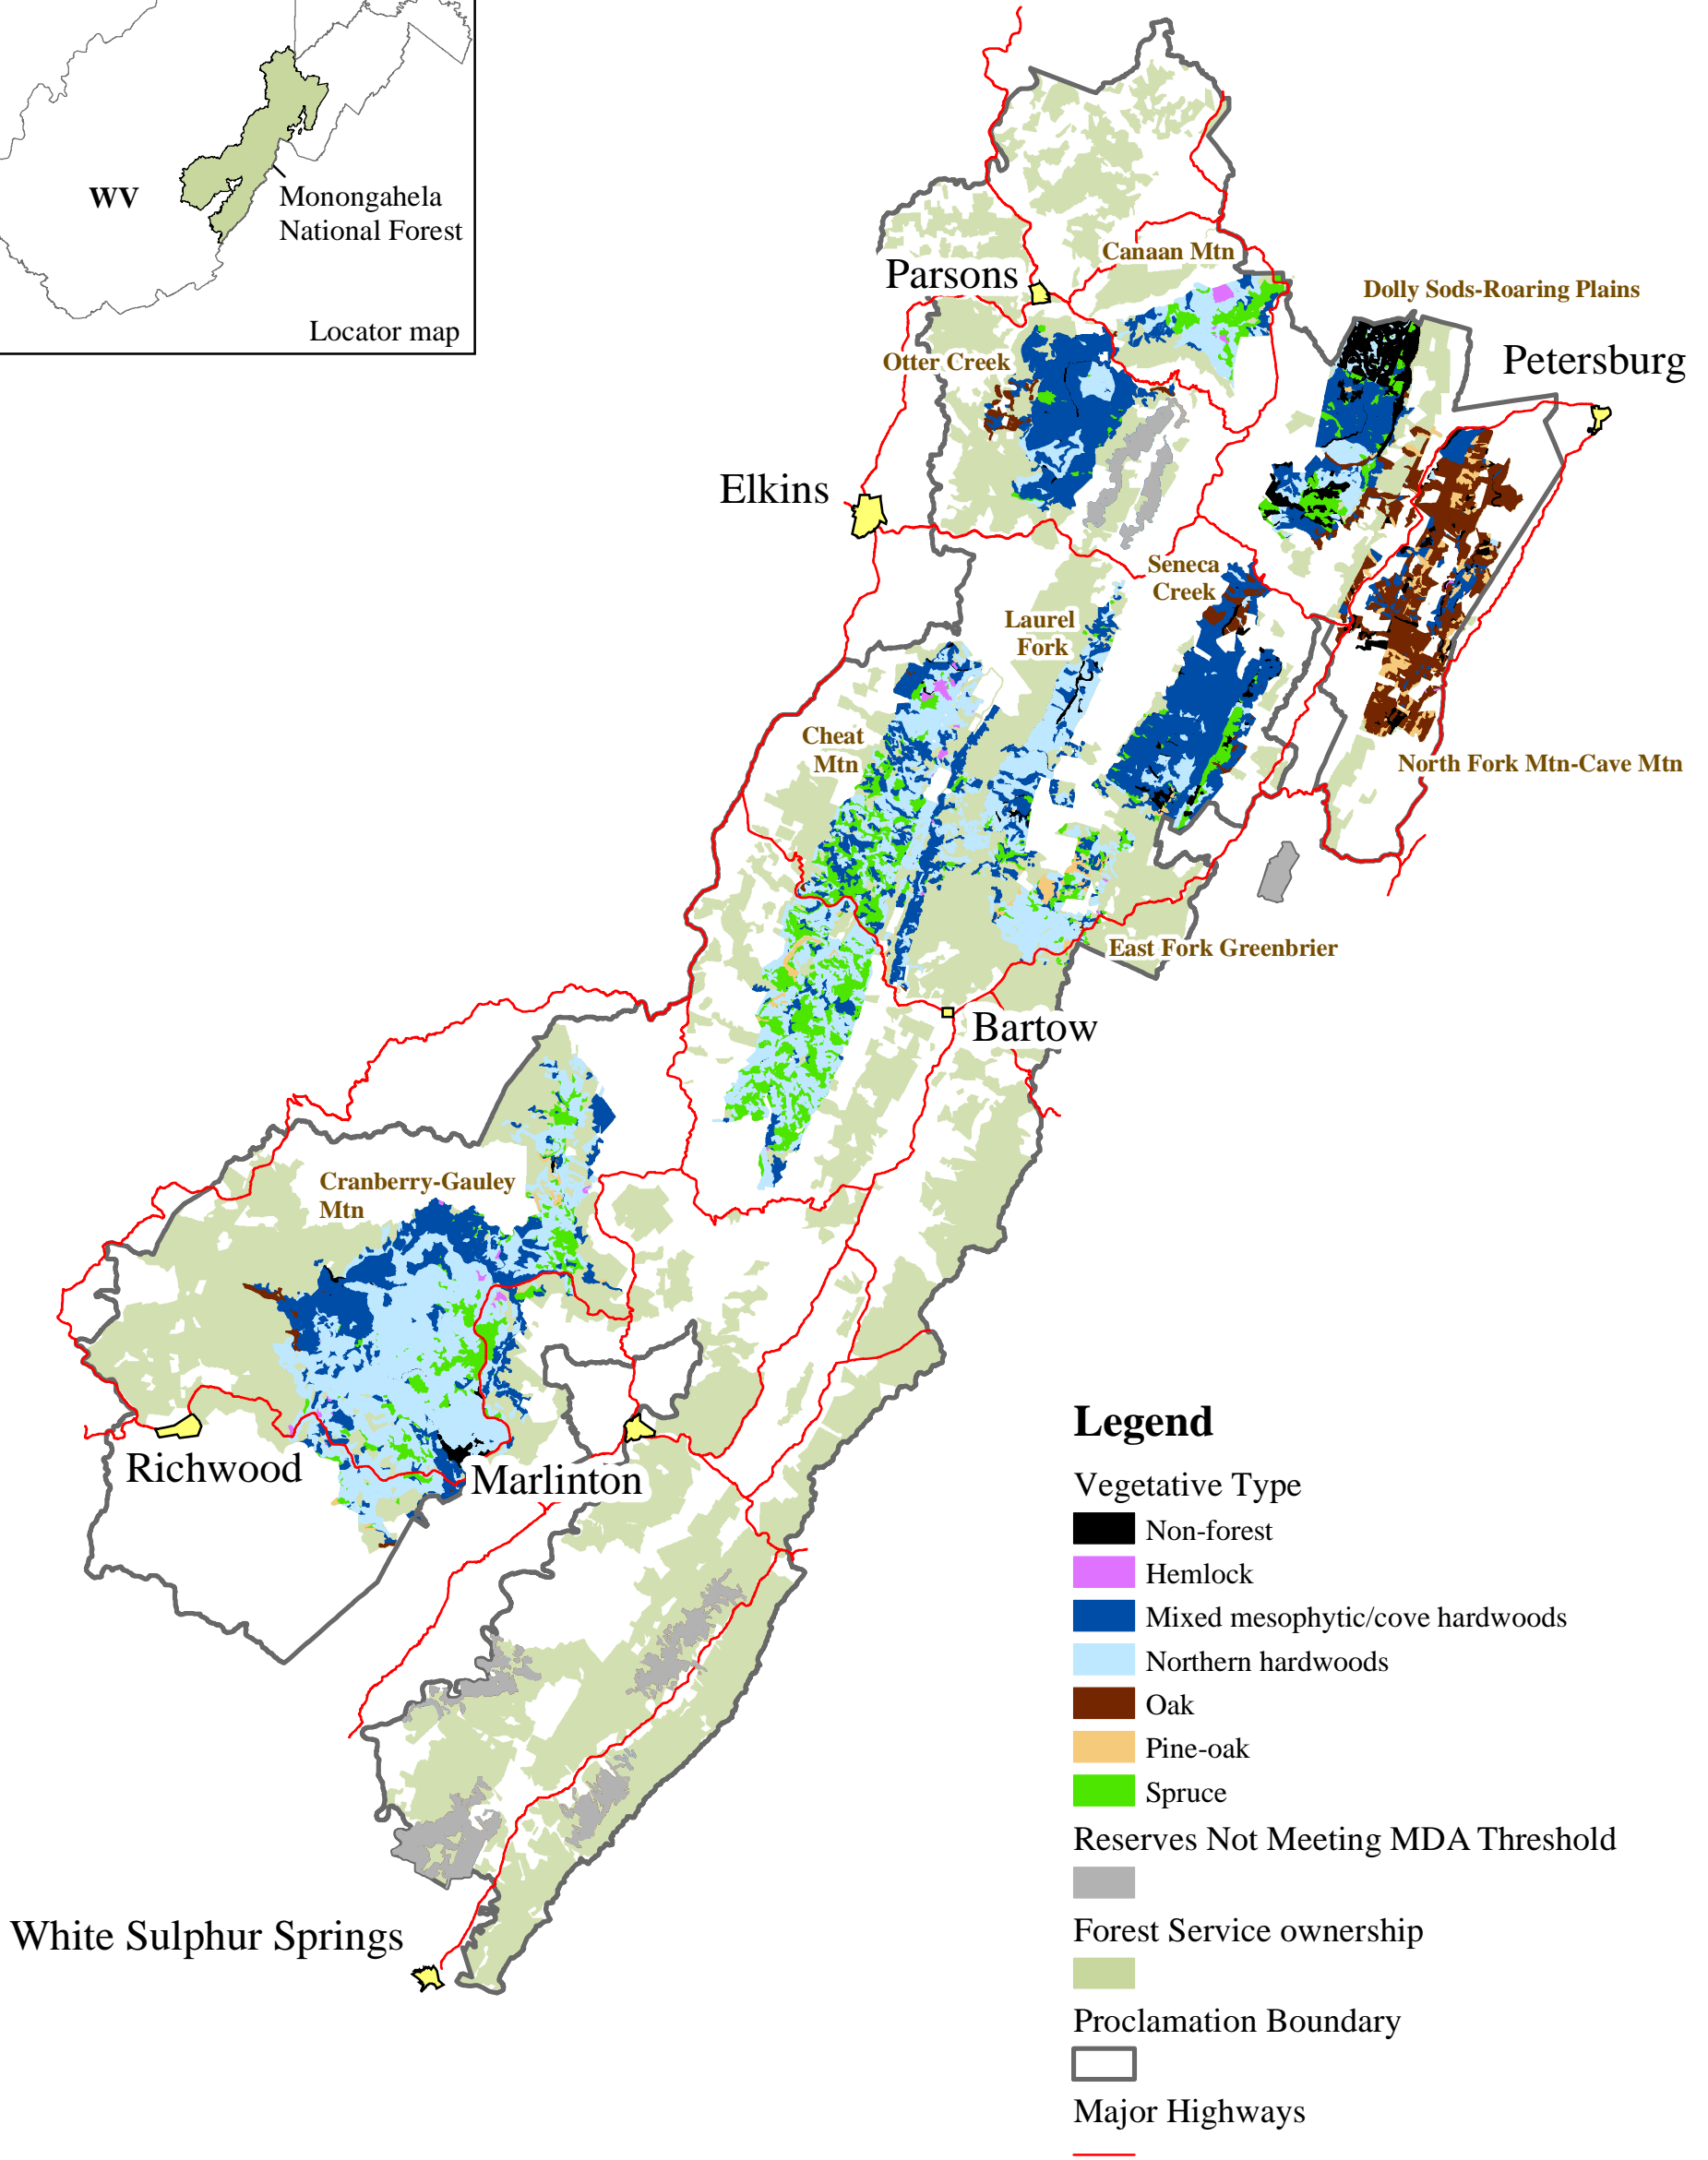 WV
Monongahela
National Forest
Locator map
Canaan Mtn
Parsons
Dolly Sods-Roaring Plains
Petersburg
Otter Creek
Elkins
Seneca
Creek
Laurel
Fork
Cheat
Mtn
North Fork Mtn-Cave Mtn
East Fork Greenbrier
Bartow
Cranberry-Gauley
Mtn
Richwood
Marlinton
White Sulphur Springs
Legend
Vegetative Type
Non-forest
Hemlock
Mixed mesophytic/cove hardwoods
Northern hardwoods
Oak
Pine-oak
Spruce
Reserves Not Meeting MDA Threshold
Forest Service ownership
Proclamation Boundary
Major Highways